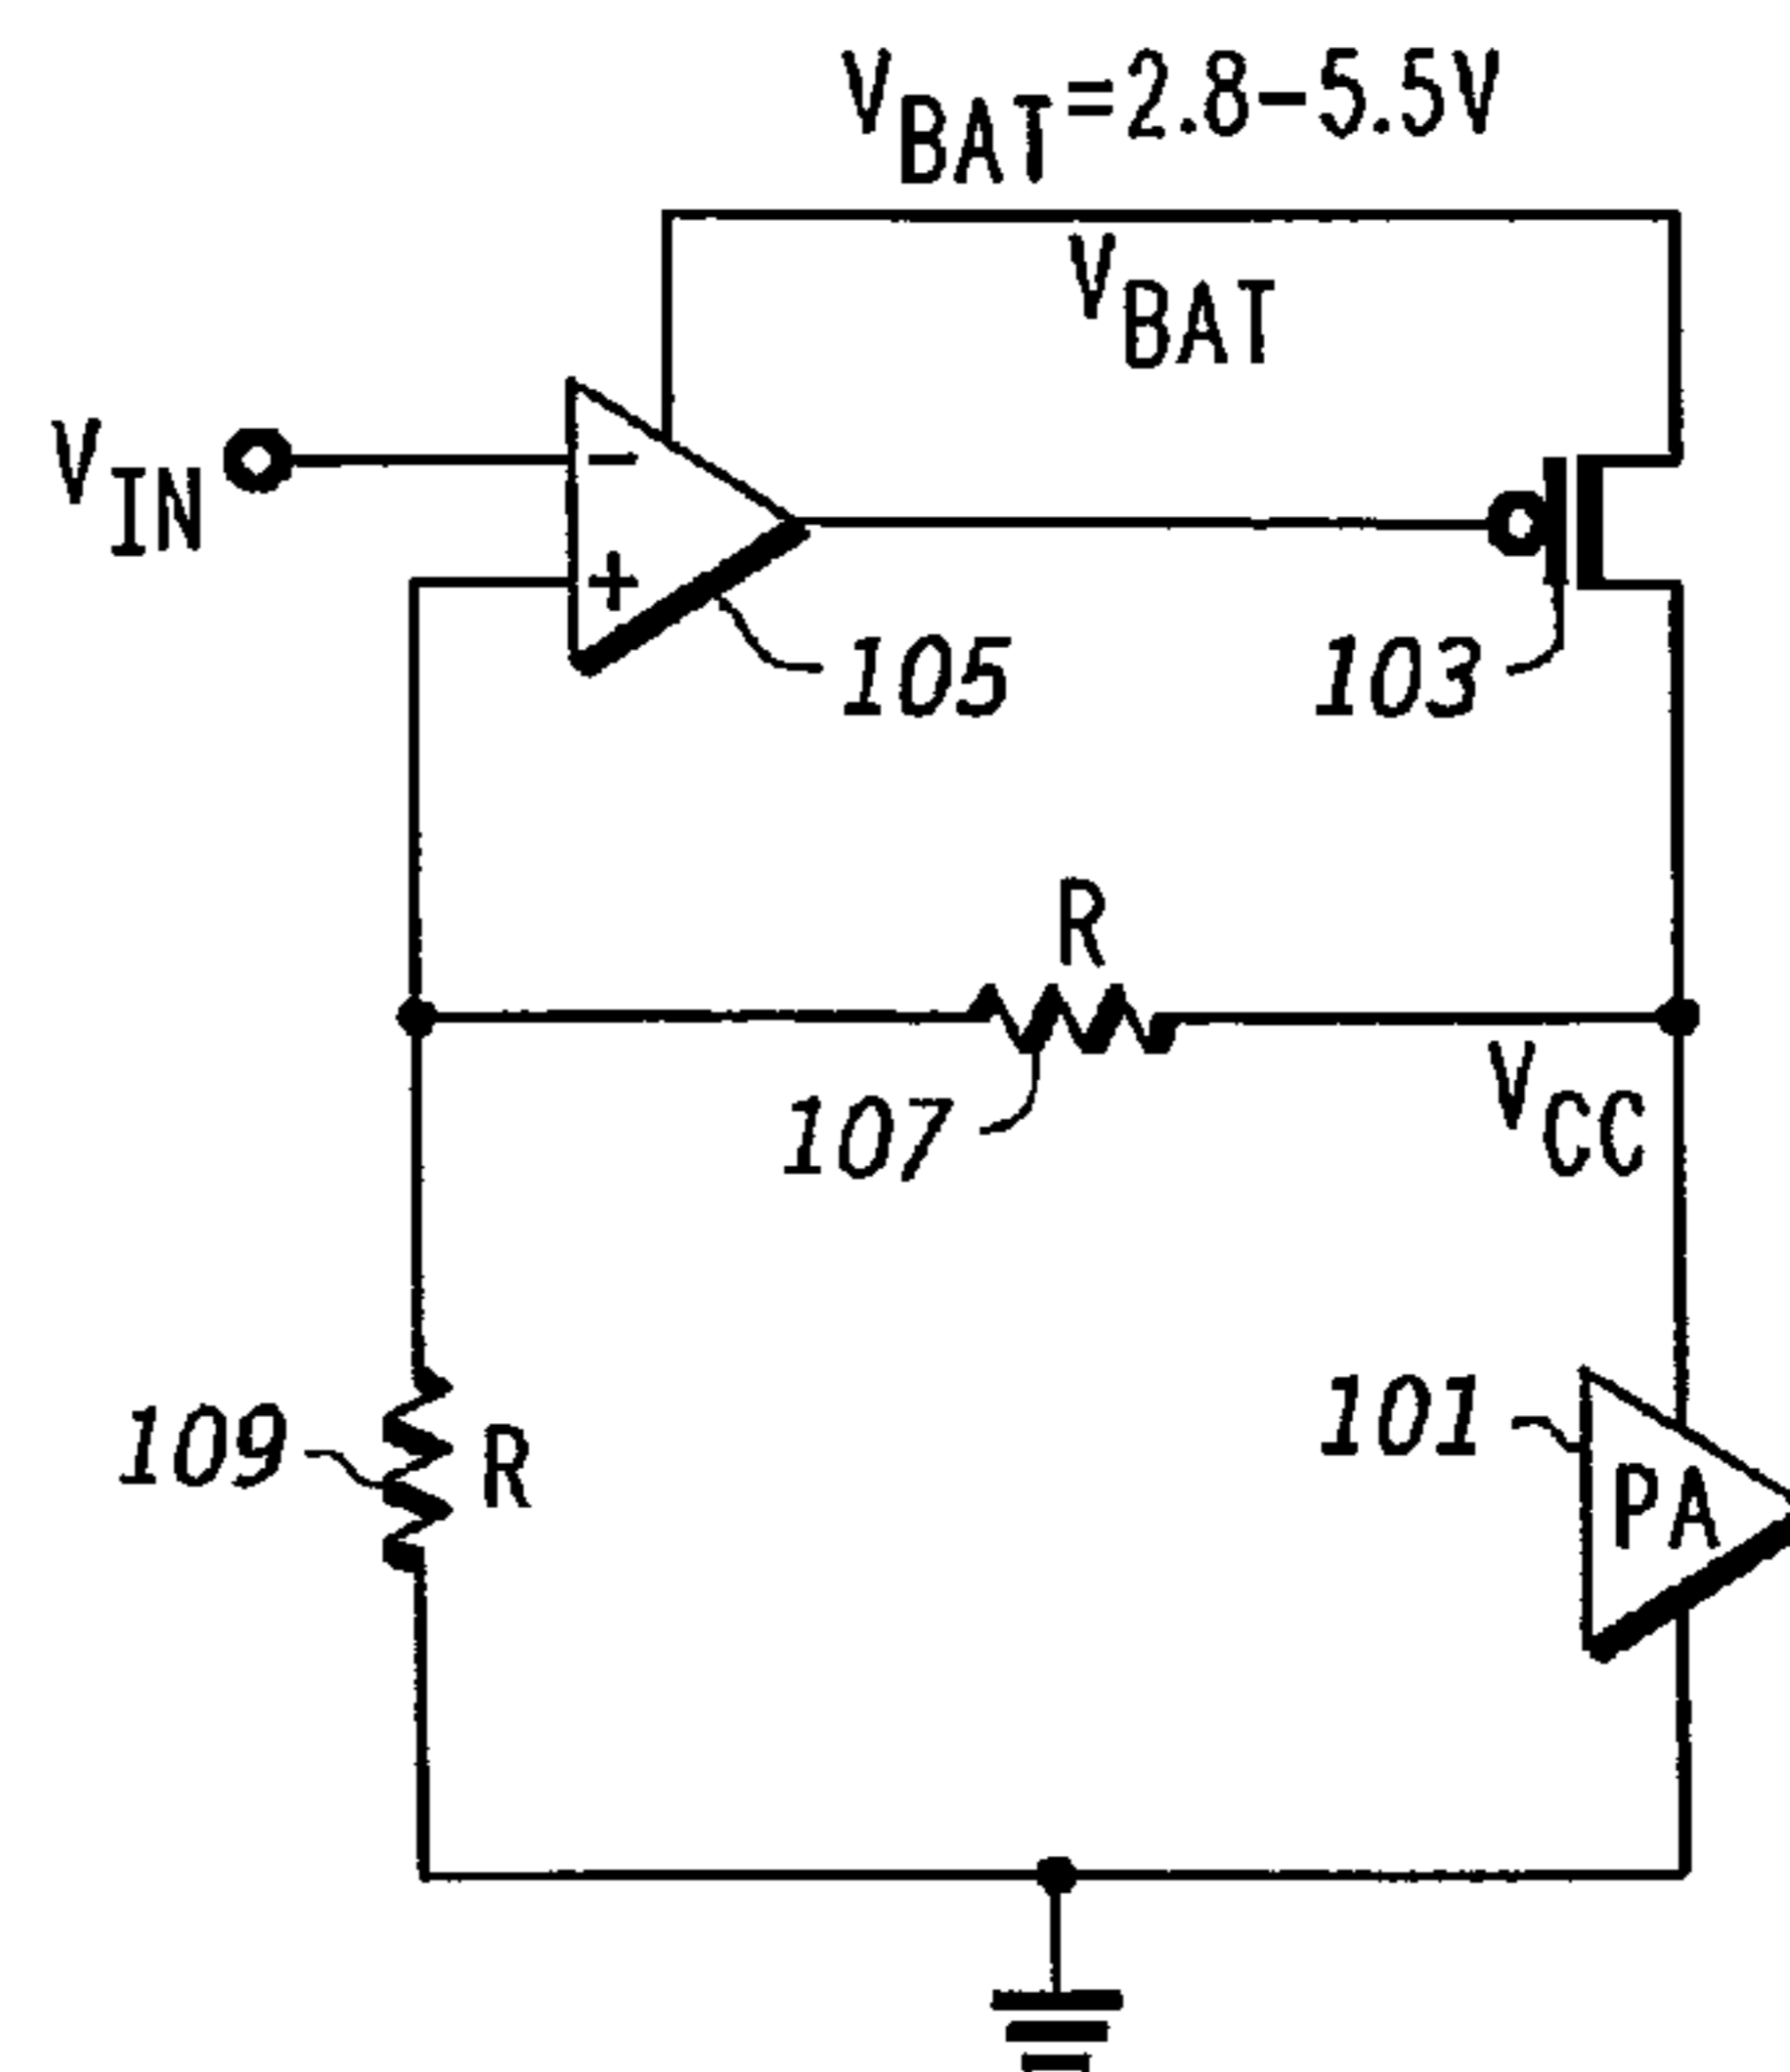 VBAT=2.8-5.5V
VBAT
VIN
-
+
105
103
R
107
VCC
109
R
101
PA